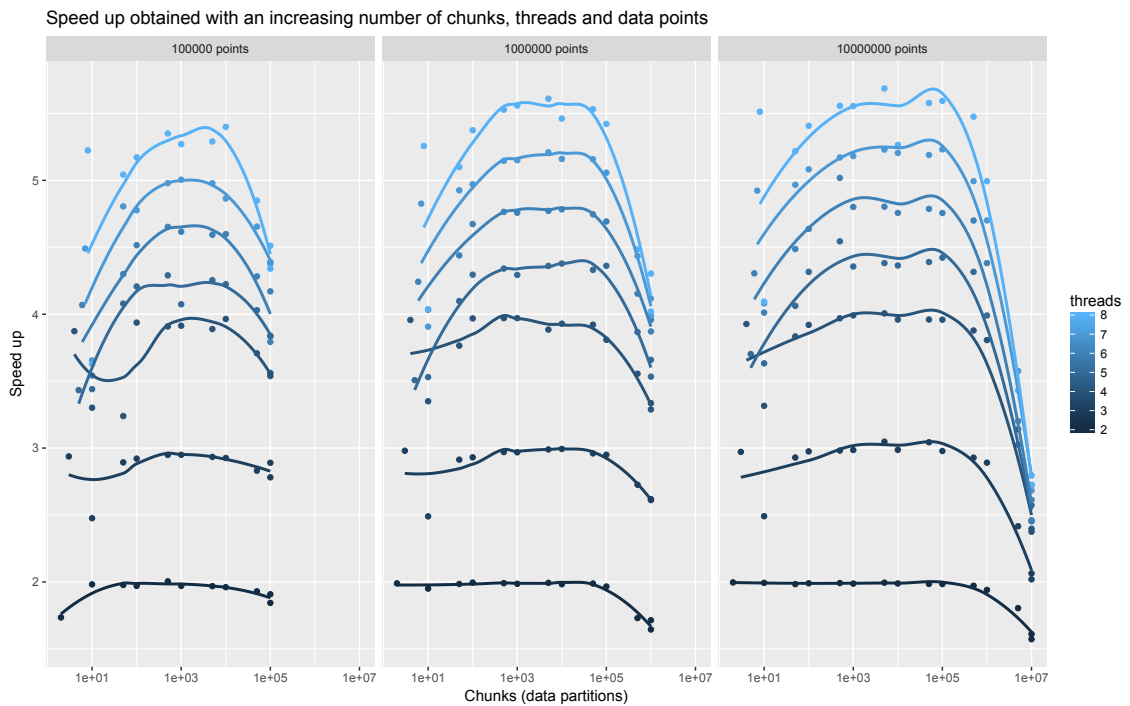 Speed up obtained with an increasing number of chunks, threads and data points
100000 points
1000000 points
10000000 points
Speed up
5
4
3
2
1e+01 1e+03 1e+05 1e+07
1e+01 1e+03 1e+05 1e+07
1e+01 1e+03 1e+05 1e+07
Chunks (data partitions)
threads
8
7
6
5
4
3
2